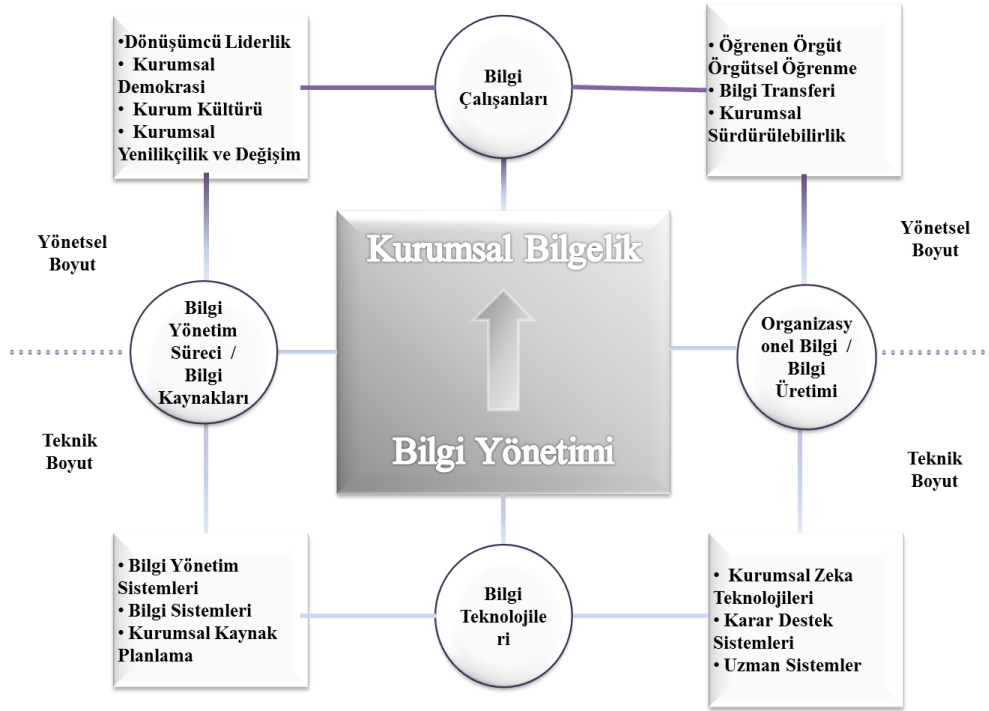 •Dönüşümcü Liderlik
• Kurumsal
Demokrasi
• Kurum Kültürü
• Kurumsal
Yenilikçilik ve Değişim
Bilgi
Çalışanları
• Öğrenen Örgüt
Örgütsel Öğrenme
• Bilgi Transferi
• Kurumsal
Sürdürülebilirlik
Yönetsel
Boyut
Kurumsal Bilgelik
Yönetsel
Boyut
Bilgi
Yönetim
Süreci /
Bilgi
Kaynakları
Organizasy
onel Bilgi /
Bilgi
Üretimi
Teknik
Boyut
Bilgi Yönetimi
Teknik
Boyut
• Bilgi Yönetim
Sistemleri
• Bilgi Sistemleri
• Kurumsal Kaynak
Planlama
Bilgi
Teknolojile
ri
• Kurumsal Zeka
Teknolojileri
• Karar Destek
Sistemleri
• Uzman Sistemler